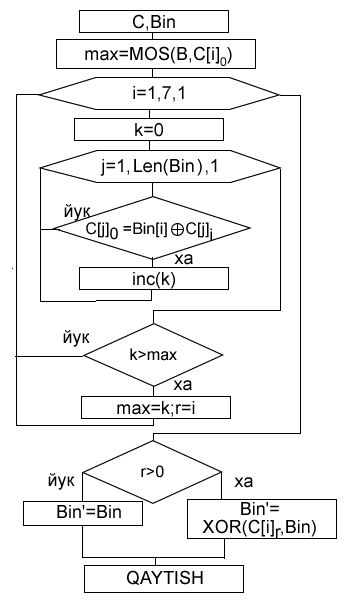 C,Bin
max=MOS(B,C[i]₀)
i=1,7,1
k=0
j=1,Len(Bin),1
йук
C[j]₀ =Bin[i]⊕C[j]ᵢ
ха
inc(k)
йук
k>max
ха
max=k;r=i
r>0
йук
ха
Bin'=Bin
Bin'=
XOR(C[i]ᵣ,Bin)
QAYTISH